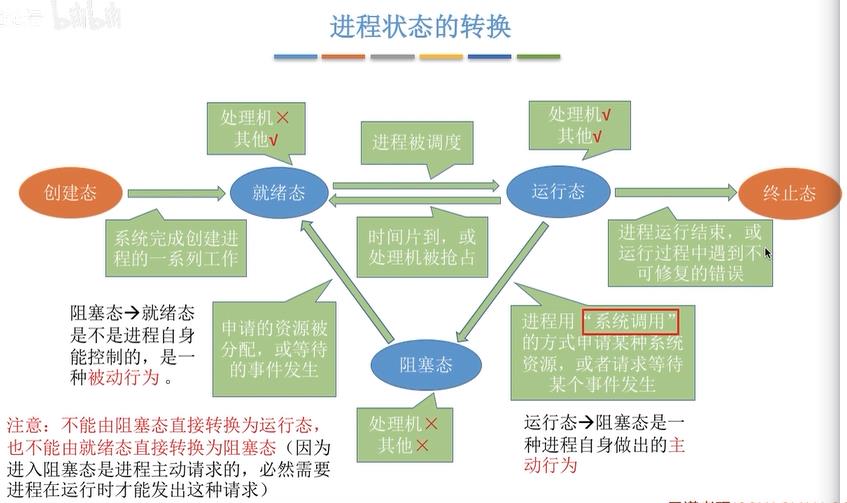 bilibili
进程状态的转换
处理机×
其他√
进程被调度
处理机√
其他√
创建态
就绪态
运行态
终止态
系统完成创建进
程的一系列工作
时间片到，或
处理机被抢占
进程运行结束，或
运行过程中遇到不
可修复的错误
阻塞态→就绪态
是不是进程自身
能控制的，是一
种被动行为 。
申请的资源被
分配，或等待
的事件发生
阻塞态
进程用“系统调用”
的方式申请某种系统
资源，或者请求等待
某个事件发生
处理机×
其他×
运行态→阻塞态是一
种进程自身做出的主
动行为
注意：不能由阻塞态直接转换为运行态，
也不能由就绪态直接转换为阻塞态（因为
进入阻塞态是进程主动请求的，必然需要
进程在运行时才能发出这种请求）